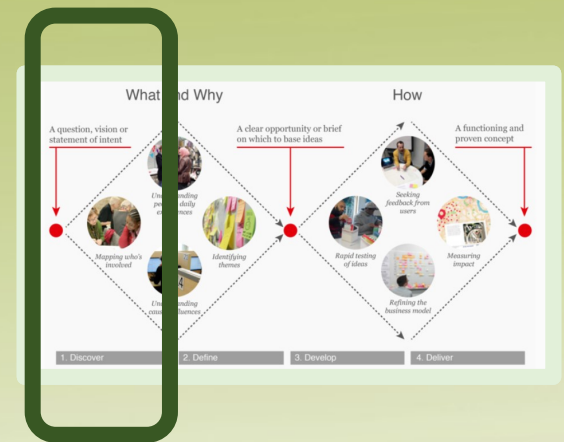 What and Why
How
A question, vision or
statement of intent
A clear opportunity or brief
on which to base ideas
A functioning and
proven concept
daily
Seeking
feedback from
users
Mapping who's
involved
Identifying
themes
Rapid testing
of ideas
Measuring
impact
Refining the
business model
1. Discover
2. Define
3. Develop
4. Deliver